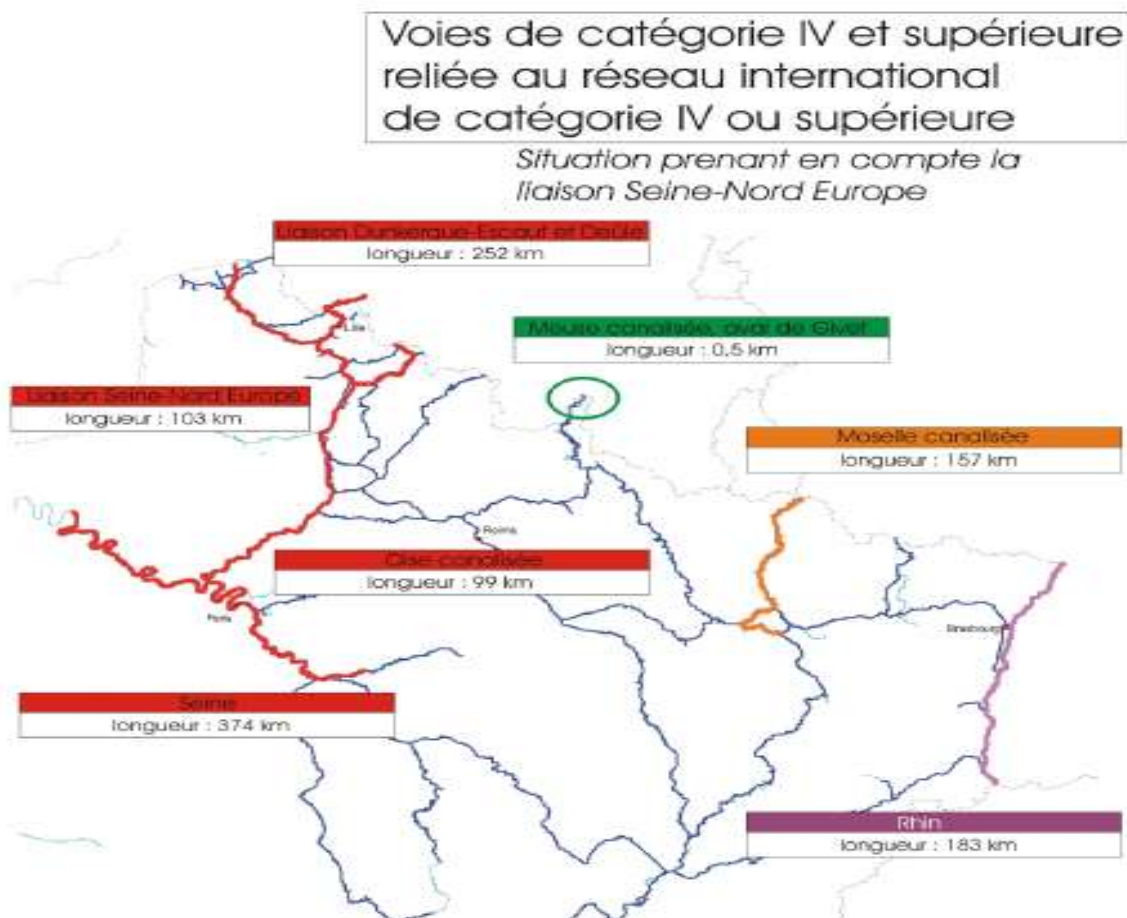 Voies de catégorie IV et supérieure
reliée au réseau international
de catégorie IV ou supérieure
Situation prenant en compte la
liaison Seine-Nord Europe
Liaison Dunkerque-Escaut et Deûle
longueur : 252 km
Lille
Meuse canalisée, aval de Givet
longueur : 0,5 km
Liaison Seine-Nord Europe
longueur : 103 km
Moselle canalisée
longueur : 157 km
Reims
Oise canalisée
longueur : 99 km
Paris
Strasbourg
Seine
longueur : 374 km
Rhin
longueur : 183 km